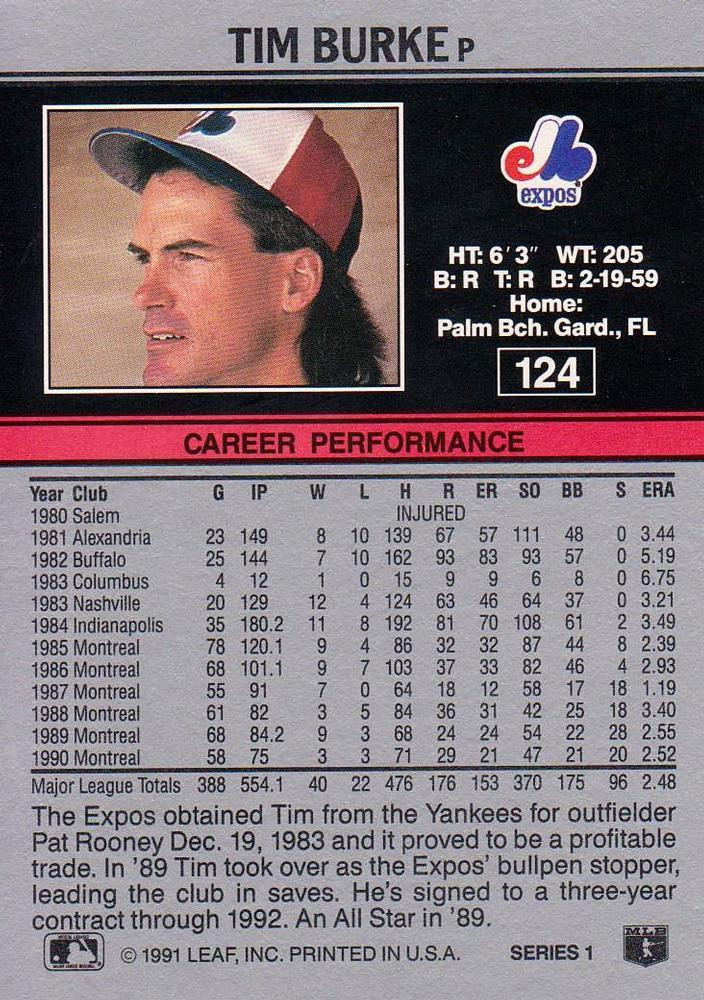 TIM BURKE P
expos
HT: 6'3" WT: 205
B: R T: R B: 2-19-59
Home:
Palm Bch. Gard., FL
124
CAREER PERFORMANCE
Year Club G IP W L H R ER SO BB S ERA
1980 Salem INJURED
1981 Alexandria 23 149 8 10 139 67 57 111 48 0 3.44
1982 Buffalo 25 144 7 10 162 93 83 93 57 0 5.19
1983 Columbus 4 12 1 0 15 9 9 6 8 0 6.75
1983 Nashville 20 129 12 4 124 63 46 64 37 0 3.21
1984 Indianapolis 35 180.2 11 8 192 81 70 108 61 2 3.49
1985 Montreal 78 120.1 9 4 86 32 32 87 44 8 2.39
1986 Montreal 68 101.1 9 7 103 37 33 82 46 4 2.93
1987 Montreal 55 91 7 0 64 18 12 58 17 18 1.19
1988 Montreal 61 82 3 5 84 36 31 42 25 18 3.40
1989 Montreal 68 84.2 9 3 68 24 24 54 22 28 2.55
1990 Montreal 58 75 3 3 71 29 21 47 21 20 2.52
Major League Totals 388 554.1 40 22 476 176 153 370 175 96 2.48
The Expos obtained Tim from the Yankees for outfielder
Pat Rooney Dec. 19, 1983 and it proved to be a profitable
trade. In '89 Tim took over as the Expos' bullpen stopper,
leading the club in saves. He's signed to a three-year
contract through 1992. An All Star in '89.
© 1991 LEAF, INC. PRINTED IN U.S.A. SERIES 1
MLB